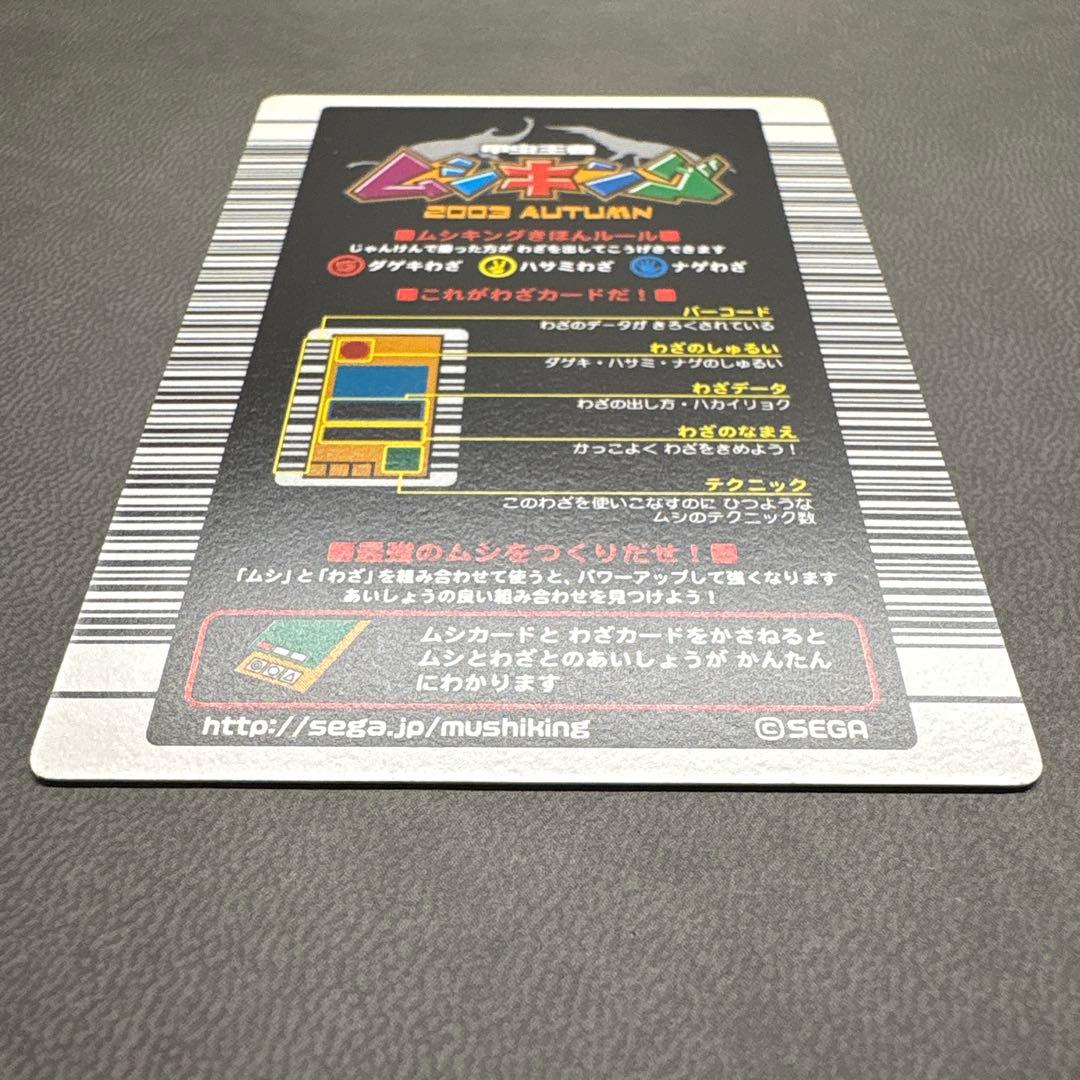 甲虫王者
ムシキング
2003 AUTUMN
ムシキングきほんルール
じゃんけんで勝った方が わざを出してこうげきできます
ダゲキわざ ハサミわざ ナゲわざ
これがわざカードだ！
バーコード
わざのデータが きろくされている
わざのしゅるい
ダゲキ・ハサミ・ナゲのしゅるい
わざデータ
わざの出し方・ハカイリョク
わざのなまえ
かっこよく わざをきめよう！
テクニック
このわざを使いこなすのに ひつような
ムシのテクニック数
最強のムシをつくりだせ！
「ムシ」と「わざ」を組み合わせて使うと、パワーアップして強くなります
あいしょうの良い組み合わせを見つけよう！
ムシカードと わざカードをかさねると
ムシとわざとのあいしょうが かんたん
にわかります
http://sega.jp/mushiking
©SEGA